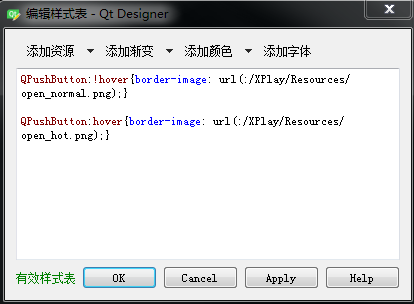 编辑样式表 - Qt Designer
添加资源 添加渐变 添加颜色 添加字体
QPushButton:!hover{border-image: url(:/XPlay/Resources/
open_normal.png);}
QPushButton:hover{border-image: url(:/XPlay/Resources/
open_hot.png);}
有效样式表 OK Cancel Apply Help